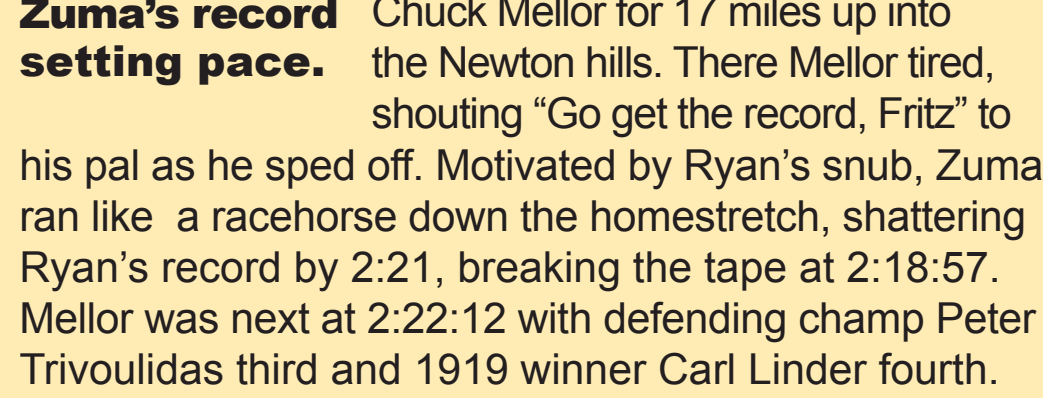 Zuma's record
setting pace.
Chuck Mellor for 17 miles up into
the Newton hills. There Mellor tired,
shouting “Go get the record, Fritz” to
his pal as he sped off. Motivated by Ryan’s snub, Zuma
ran like  a racehorse down the homestretch, shattering
Ryan’s record by 2:21, breaking the tape at 2:18:57.
Mellor was next at 2:22:12 with defending champ Peter
Trivoulidas third and 1919 winner Carl Linder fourth.